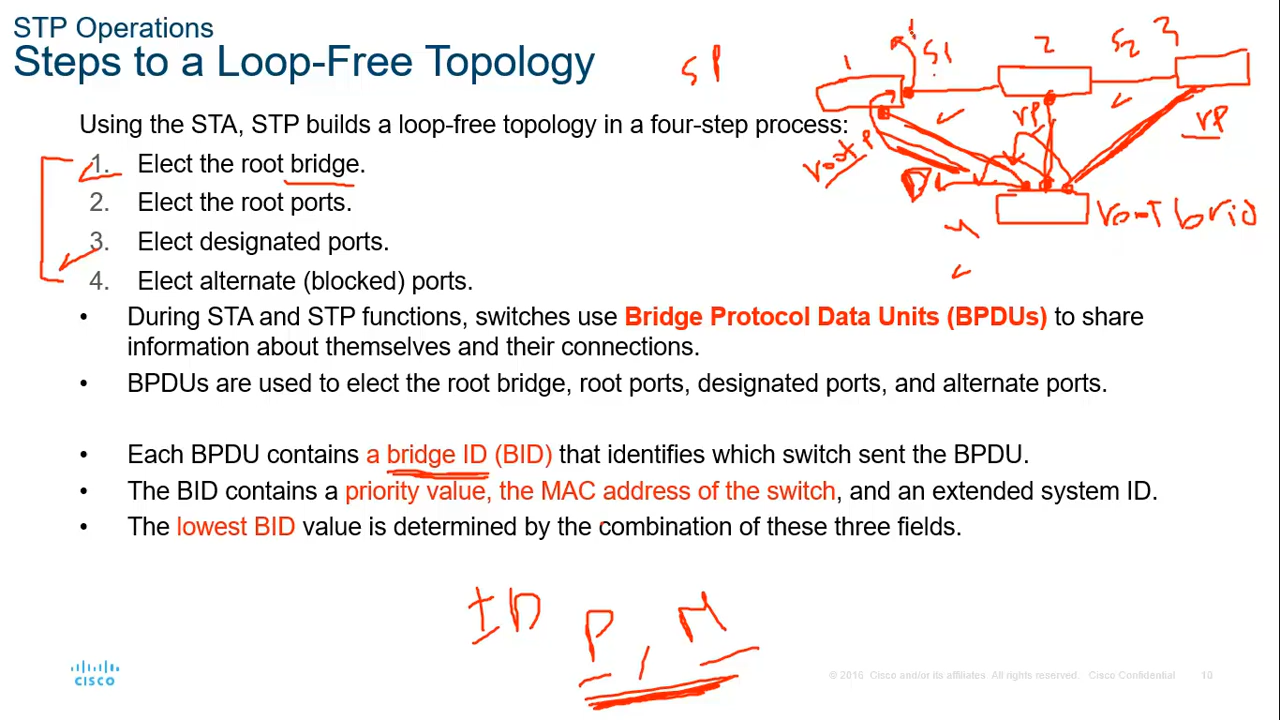 STP Operations
Steps to a Loop-Free Topology
Using the STA, STP builds a loop-free topology in a four-step process:
1. Elect the root bridge.
2. Elect the root ports.
3. Elect designated ports.
4. Elect alternate (blocked) ports.
• During STA and STP functions, switches use Bridge Protocol Data Units (BPDUs) to share
information about themselves and their connections.
• BPDUs are used to elect the root bridge, root ports, designated ports, and alternate ports.
• Each BPDU contains a bridge ID (BID) that identifies which switch sent the BPDU.
• The BID contains a priority value, the MAC address of the switch, and an extended system ID.
• The lowest BID value is determined by the combination of these three fields.
SP
1
S1
2
S2
3
rp
rp
root p
D
root brid
4
ID
P, M
CISCO
© 2016 Cisco and/or its affiliates. All rights reserved. Cisco Confidential 10